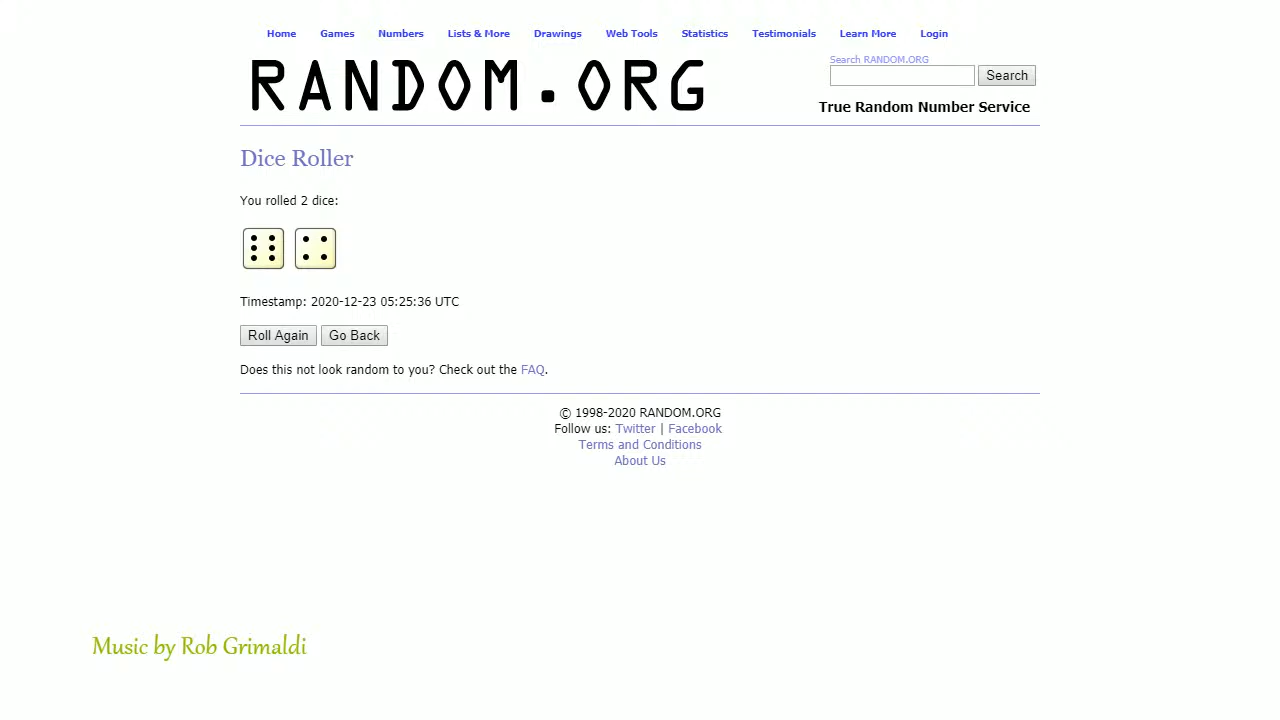 Home Games Numbers Lists & More Drawings Web Tools Statistics Testimonials Learn More Login
RANDOM.ORG
Search RANDOM.ORG
Search
True Random Number Service
Dice Roller
You rolled 2 dice:
Timestamp: 2020-12-23 05:25:36 UTC
Roll Again Go Back
Does this not look random to you? Check out the FAQ.
© 1998-2020 RANDOM.ORG
Follow us: Twitter | Facebook
Terms and Conditions
About Us
Music by Rob Grimaldi